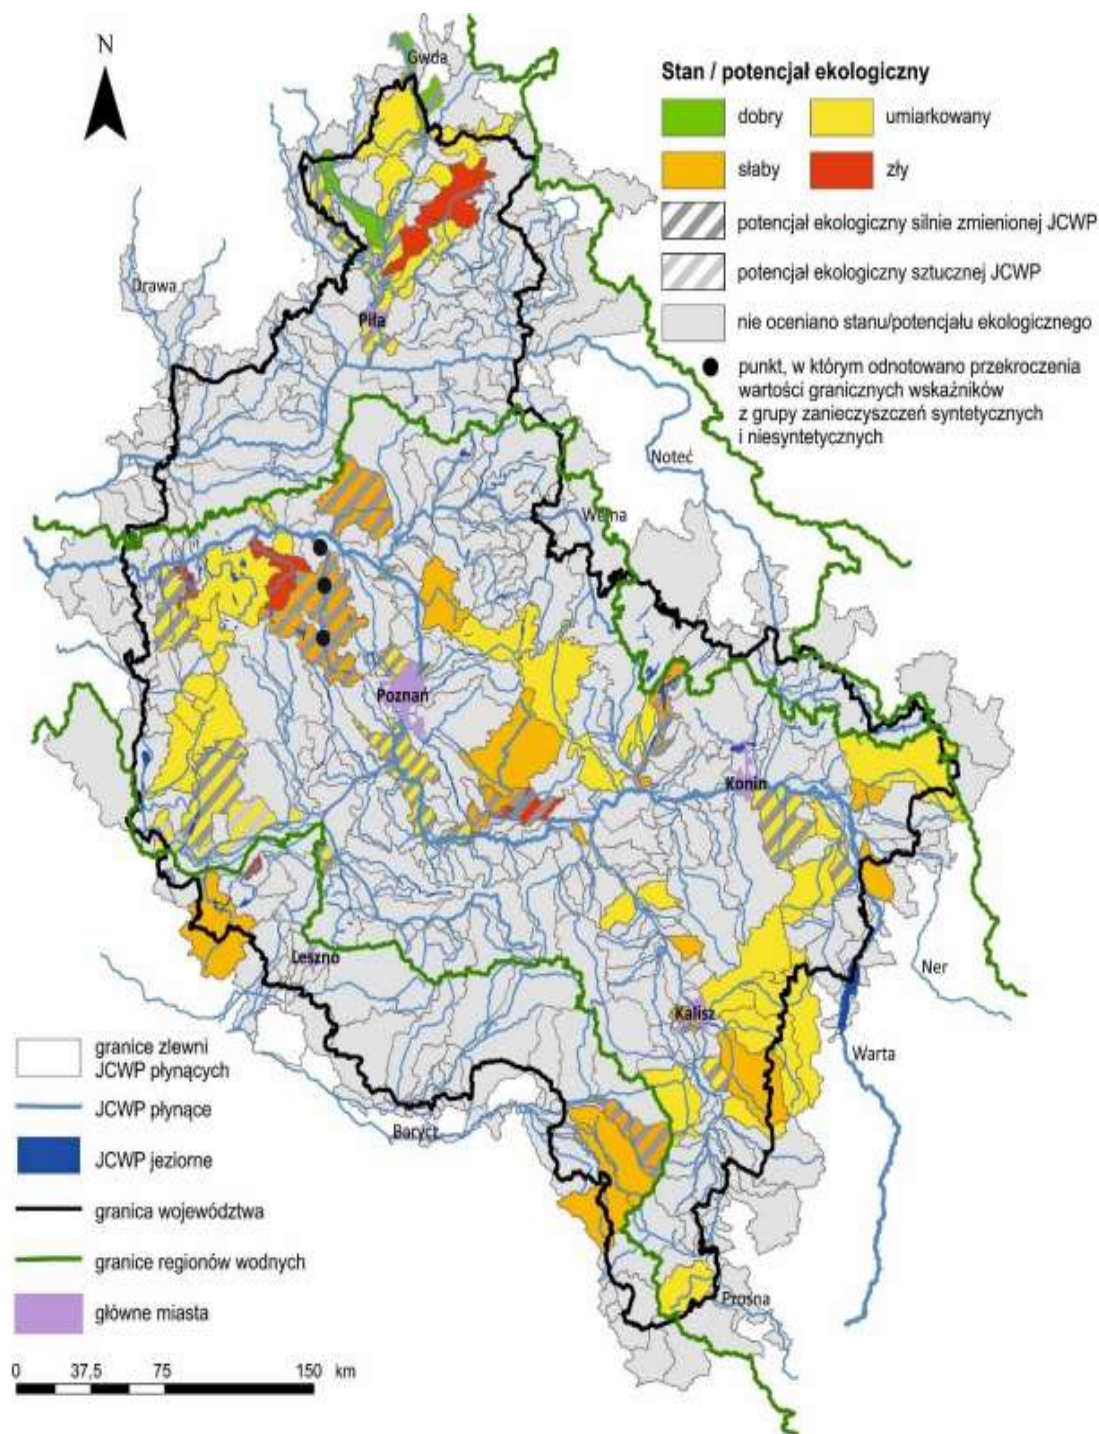 N
Gwda
Stan / potencjał ekologiczny
dobry
umiarkowany
słaby
zły
potencjał ekologiczny silnie zmienionej JCWP
potencjał ekologiczny sztucznej JCWP
nie oceniano stanu/potencjału ekologicznego
punkt, w którym odnotowano przekroczenia
wartości granicznych wskaźników
z grupy zanieczyszczeń syntetycznych
i niesyntetycznych
Drawa
Piła
Noteć
Wełna
Poznań
Konin
Leszno
Ner
Kalisz
Warta
Barycz
Prosna
granice zlewni
JCWP płynących
JCWP płynące
JCWP jeziorne
granica województwa
granice regionów wodnych
główne miasta
0 37,5 75 150 km